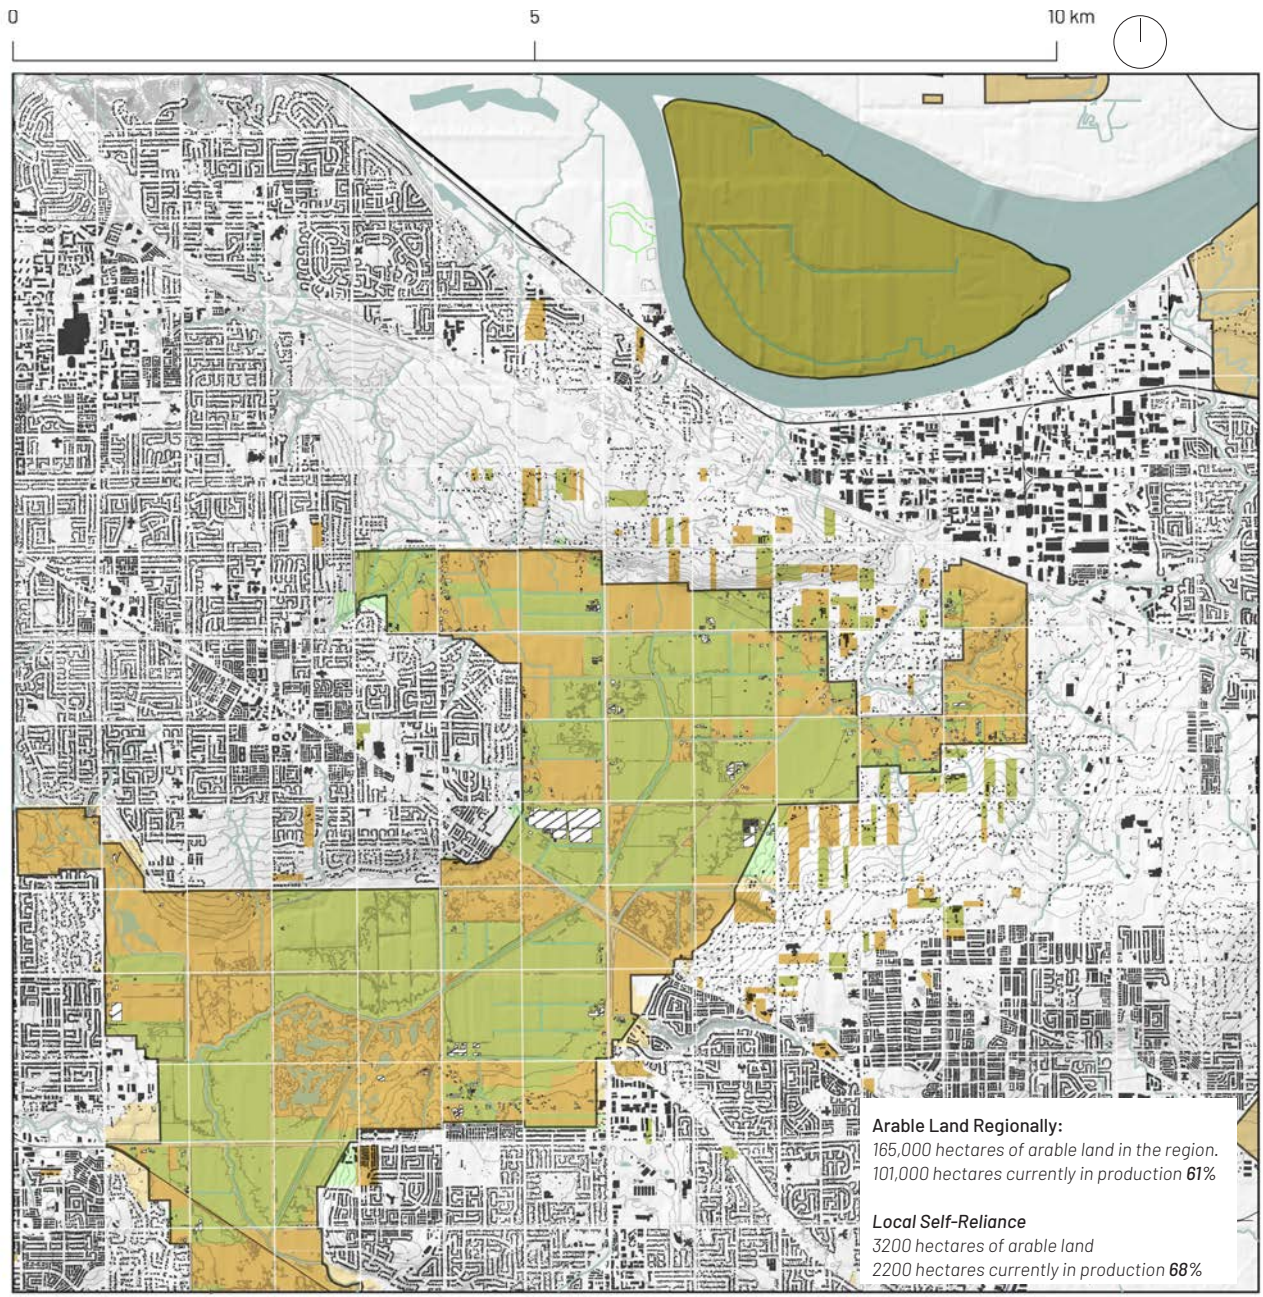 0 5 10 km
Arable Land Regionally:
165,000 hectares of arable land in the region.
101,000 hectares currently in production 61%
Local Self-Reliance
3200 hectares of arable land
2200 hectares currently in production 68%